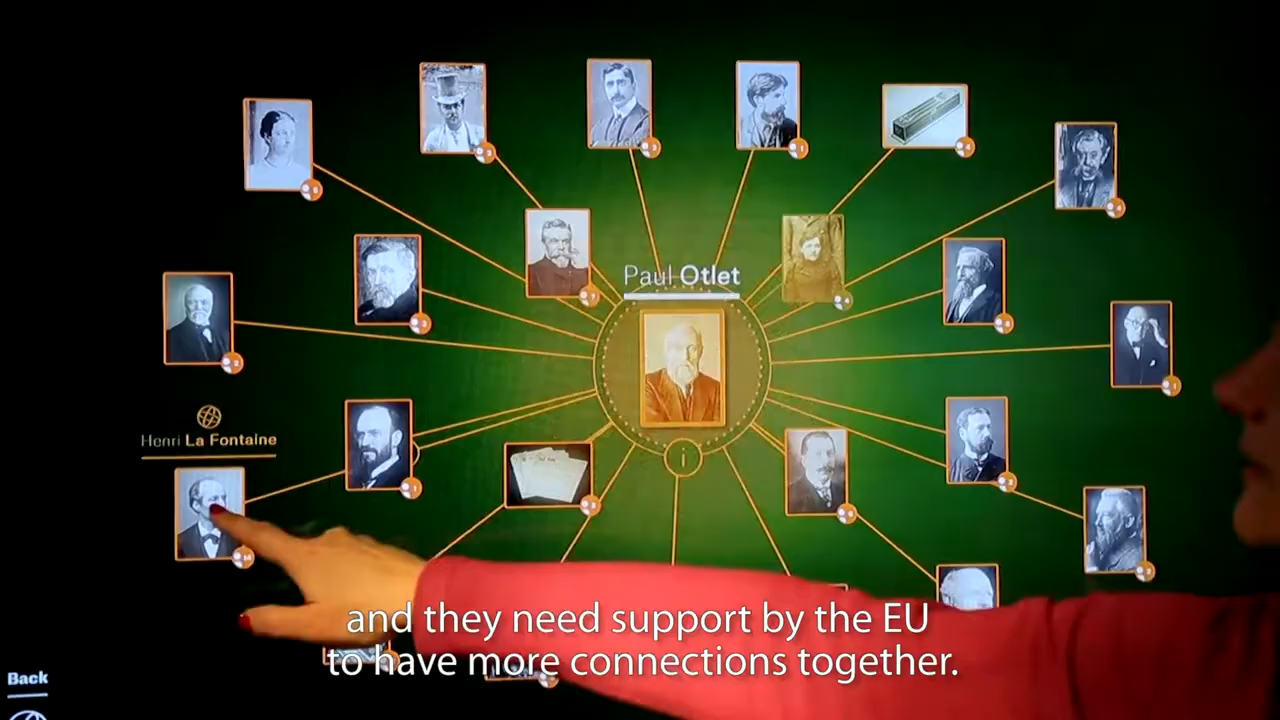 Paul Otlet
Henri La Fontaine
i
and they need support by the EU
to have more connections together.
Back